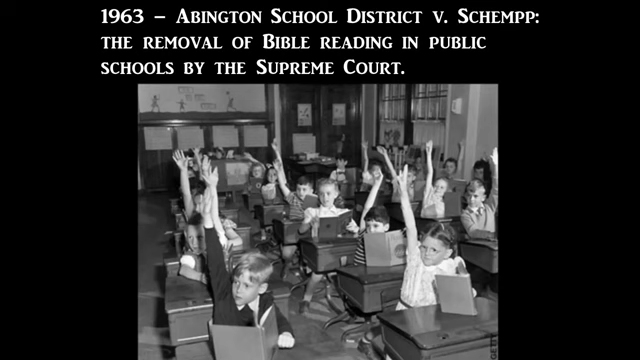 1963 – Abington School District v. Schempp:
the removal of Bible reading in public
schools by the Supreme Court.